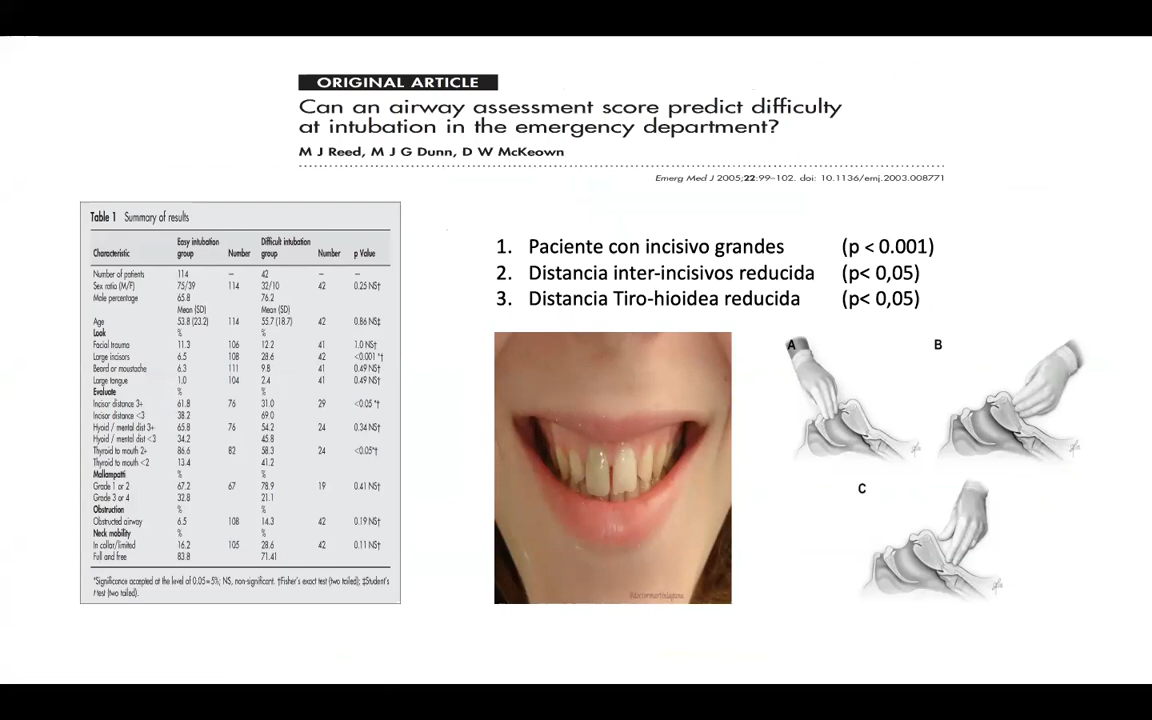 ORIGINAL ARTICLE
Can an airway assessment score predict difficulty
at intubation in the emergency department?
M J Reed, M J G Dunn, D W McKeown
Emerg Med J 2005;22:99–102. doi: 10.1136/emj.2003.008771
Table 1 Summary of results
Characteristic Easy intubation group Number Difficult intubation group Number p Value
Number of patients 114 – 42 – –
Sex ratio (M/F) 75/39 114 32/10 42 0.25 NS†
Male percentage 65.8 76.2
Mean (SD) Mean (SD)
Age 53.8 (23.2) 114 55.7 (18.7) 42 0.86 NS‡
Look % %
Facial trauma 11.3 106 12.2 41 1.0 NS†
Large incisors 6.5 108 28.6 42 <0.001 *†
Beard or moustache 6.3 111 9.8 41 0.49 NS†
Large tongue 1.0 104 2.4 41 0.49 NS†
Evaluate % %
Incisor distance 3+ 61.8 76 31.0 29 <0.05 *†
Incisor distance <3 38.2 69.0
Hyoid / mental dist 3+ 65.8 76 54.2 24 0.34 NS†
Hyoid / mental dist <3 34.2 45.8
Thyroid to mouth 2+ 86.6 82 58.3 24 <0.05*†
Thyroid to mouth <2 13.4 41.2
Mallampatti % %
Grade 1 or 2 67.2 67 78.9 19 0.41 NS†
Grade 3 or 4 32.8 21.1
Obstruction % %
Obstructed airway 6.5 108 14.3 42 0.19 NS†
Neck mobility % %
In collar/limited 16.2 105 28.6 42 0.11 NS†
Full and free 83.8 71.41
*Significance accepted at the level of 0.05=5%; NS, non-significant. †Fisher's exact test (two tailed); ‡Student's
t test (two tailed).
1. Paciente con incisivo grandes (p < 0.001)
2. Distancia inter-incisivos reducida (p< 0,05)
3. Distancia Tiro-hioidea reducida (p< 0,05)
A
B
C